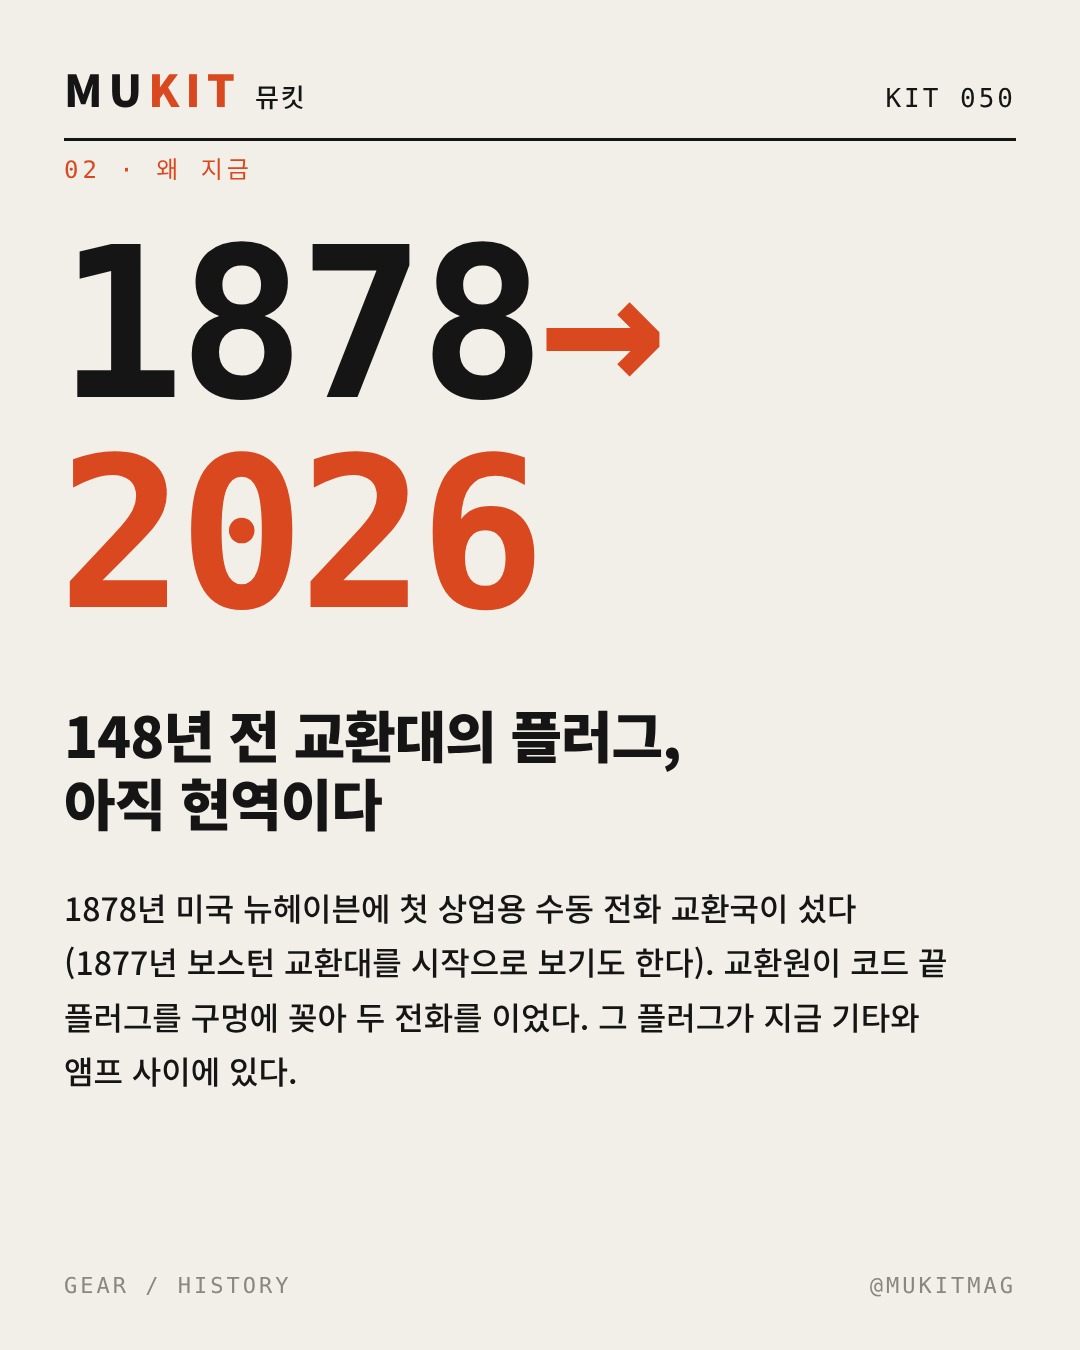 MUKIT 뮤킷
KIT 050
02 · 왜 지금
1878→
2026
148년 전 교환대의 플러그,
아직 현역이다
1878년 미국 뉴헤이븐에 첫 상업용 수동 전화 교환국이 섰다
(1877년 보스턴 교환대를 시작으로 보기도 한다). 교환원이 코드 끝
플러그를 구멍에 꽂아 두 전화를 이었다. 그 플러그가 지금 기타와
앰프 사이에 있다.
GEAR / HISTORY
@MUKITMAG